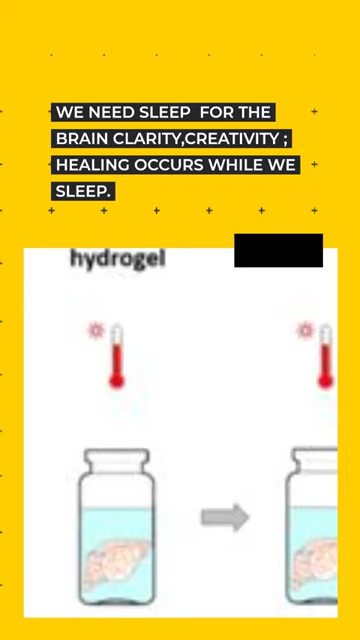 WE NEED SLEEP FOR THE
BRAIN CLARITY,CREATIVITY ;
HEALING OCCURS WHILE WE
SLEEP.
hydrogel